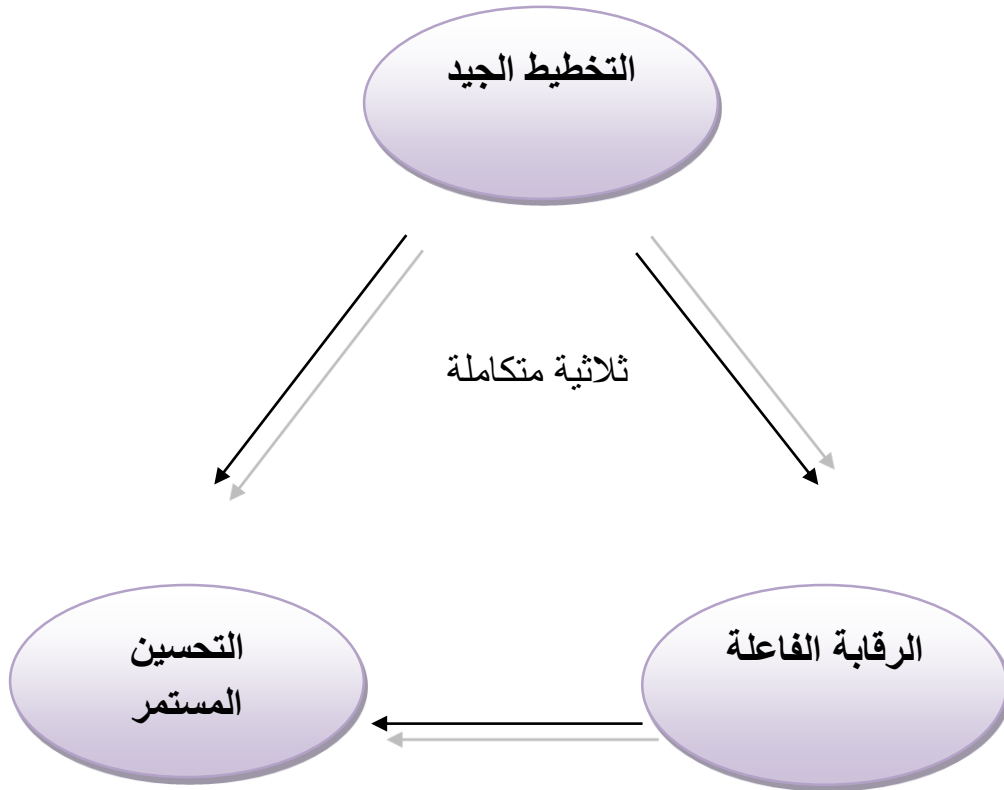 التخطيط الجيد
ثلاثية متكاملة
الرقابة الفاعلة
التحسين
المستمر